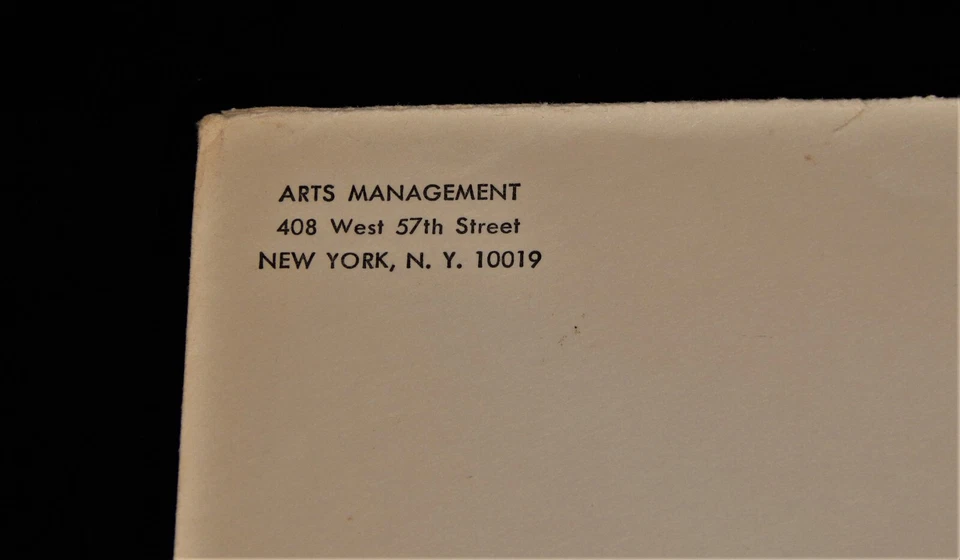 ARTS MANAGEMENT
408 West 57th Street
NEW YORK, N. Y. 10019